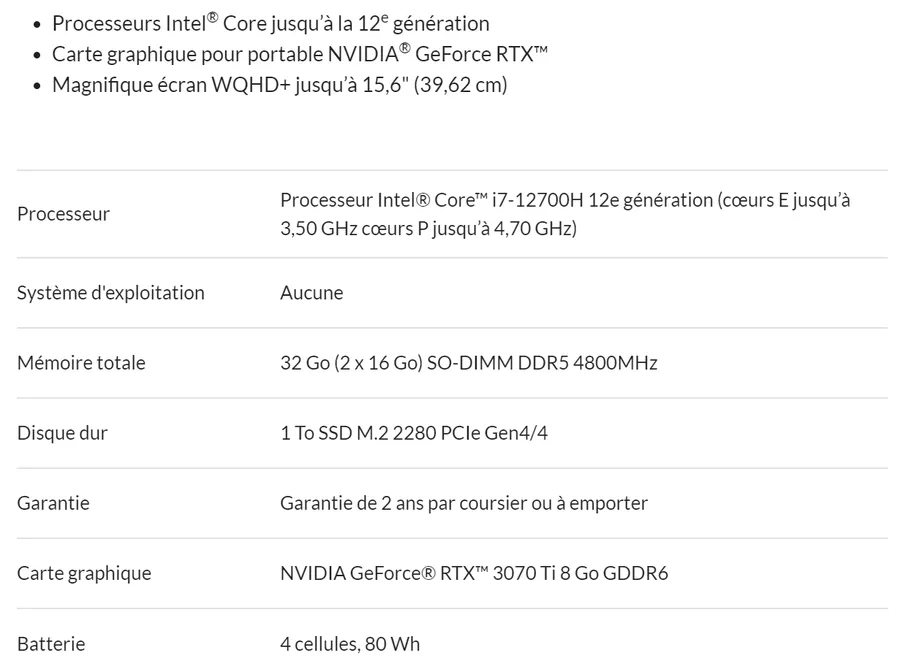 Processeurs Intel® Core jusqu’à la 12e génération
Carte graphique pour portable NVIDIA® GeForce RTX™
Magnifique écran WQHD+ jusqu’à 15,6" (39,62 cm)
Processeur
Processeur Intel® Core™ i7-12700H 12e génération (cœurs E jusqu’à
3,50 GHz cœurs P jusqu’à 4,70 GHz)
Système d'exploitation
Aucune
Mémoire totale
32 Go (2 x 16 Go) SO-DIMM DDR5 4800MHz
Disque dur
1 To SSD M.2 2280 PCIe Gen4/4
Garantie
Garantie de 2 ans par coursier ou à emporter
Carte graphique
NVIDIA GeForce® RTX™ 3070 Ti 8 Go GDDR6
Batterie
4 cellules, 80 Wh